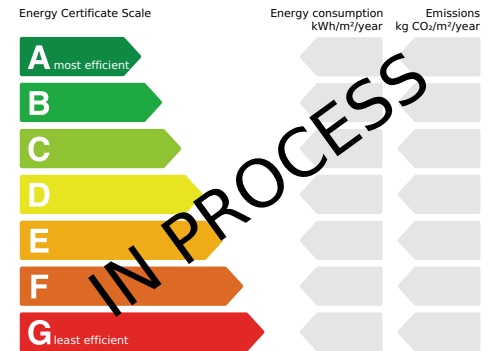 Energy Certificate Scale
Energy consumption
kWh/m²/year
Emissions
kg CO₂/m²/year
A most efficient
B
C
D
E
F
G least efficient
IN PROCESS